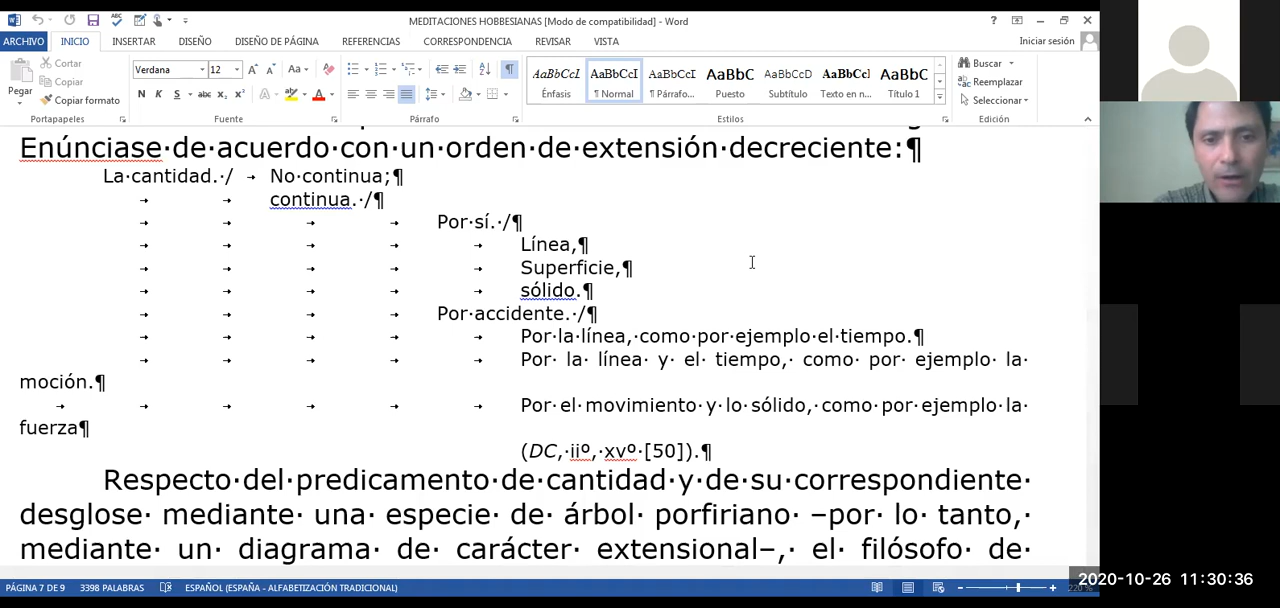 MEDITACIONES HOBBESIANAS [Modo de compatibilidad] - Word
ARCHIVO INICIO INSERTAR DISEÑO DISEÑO DE PÁGINA REFERENCIAS CORRESPONDENCIA REVISAR VISTA Iniciar sesión
Pegar
Cortar
Copiar
Copiar formato
Portapapeles
Verdana 12
N K S abc x₂ x²
Fuente
Párrafo
AaBbCcI Énfasis
AaBbCcI ¶ Normal
AaBbCcI ¶ Párrafo...
AaBbC Puesto
AaBbCcD Subtítulo
AaBbCcI Texto en n...
AaBbC Título 1
Estilos
Buscar
Reemplazar
Seleccionar
Edición
Enúnciase·de·acuerdo·con·un·orden·de·extensión·decreciente:¶
La·cantidad.·/ → No·continua;¶
continua.·/¶
Por·sí.·/¶
Línea,¶
Superficie,¶
sólido.¶
Por·accidente.·/¶
Por·la·línea,·como·por·ejemplo·el·tiempo.¶
Por·la·línea·y·el·tiempo,·como·por·ejemplo·la·
moción.¶
Por·el·movimiento·y·lo·sólido,·como·por·ejemplo·la·
fuerza¶
(DC,·iiº,·xvº·[50]).¶
Respecto·del·predicamento·de·cantidad·y·de·su·correspondiente·
desglose·mediante·una·especie·de·árbol·porfiriano·–por·lo·tanto,·
mediante·un·diagrama·de·carácter·extensional–,·el·filósofo·de·
PÁGINA 7 DE 9 3398 PALABRAS ESPAÑOL (ESPAÑA - ALFABETIZACIÓN TRADICIONAL) 220 %
2020-10-26 11:30:36